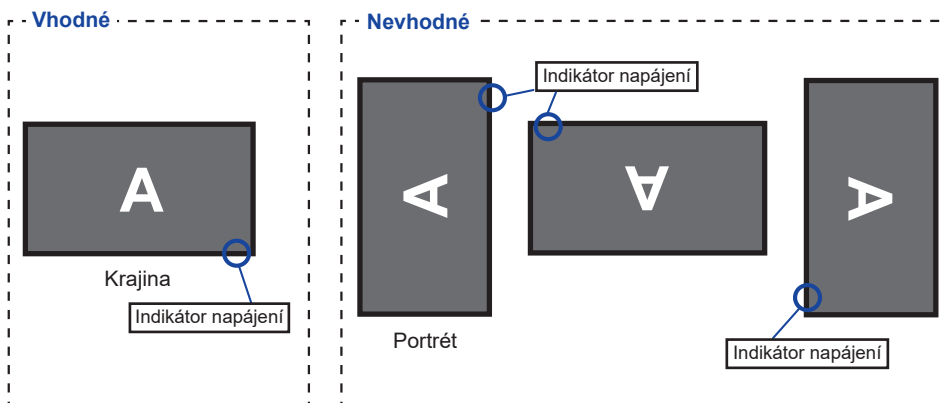 Vhodné
Nevhodné
Indikátor napájení
A
A
A
A
Krajina
Indikátor napájení
Portrét
Indikátor napájení